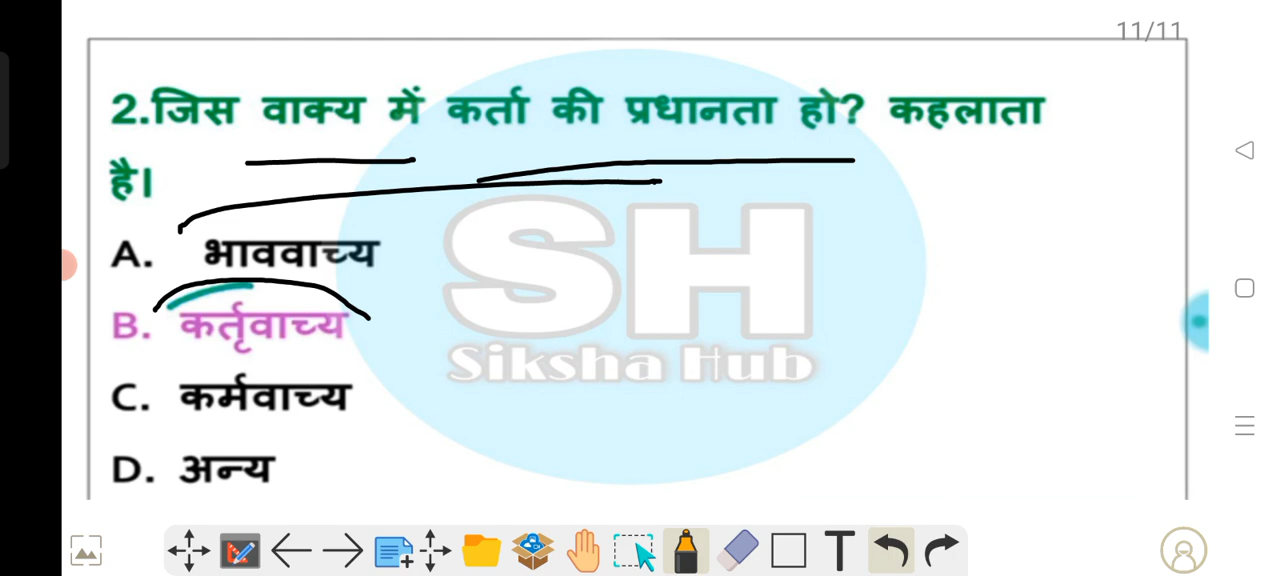 11/11
2.जिस वाक्य में कर्ता की प्रधानता हो? कहलाता
है।
A. भाववाच्य
B. कर्तृवाच्य
C. कर्मवाच्य
D. अन्य
SH
Siksha Hub
T